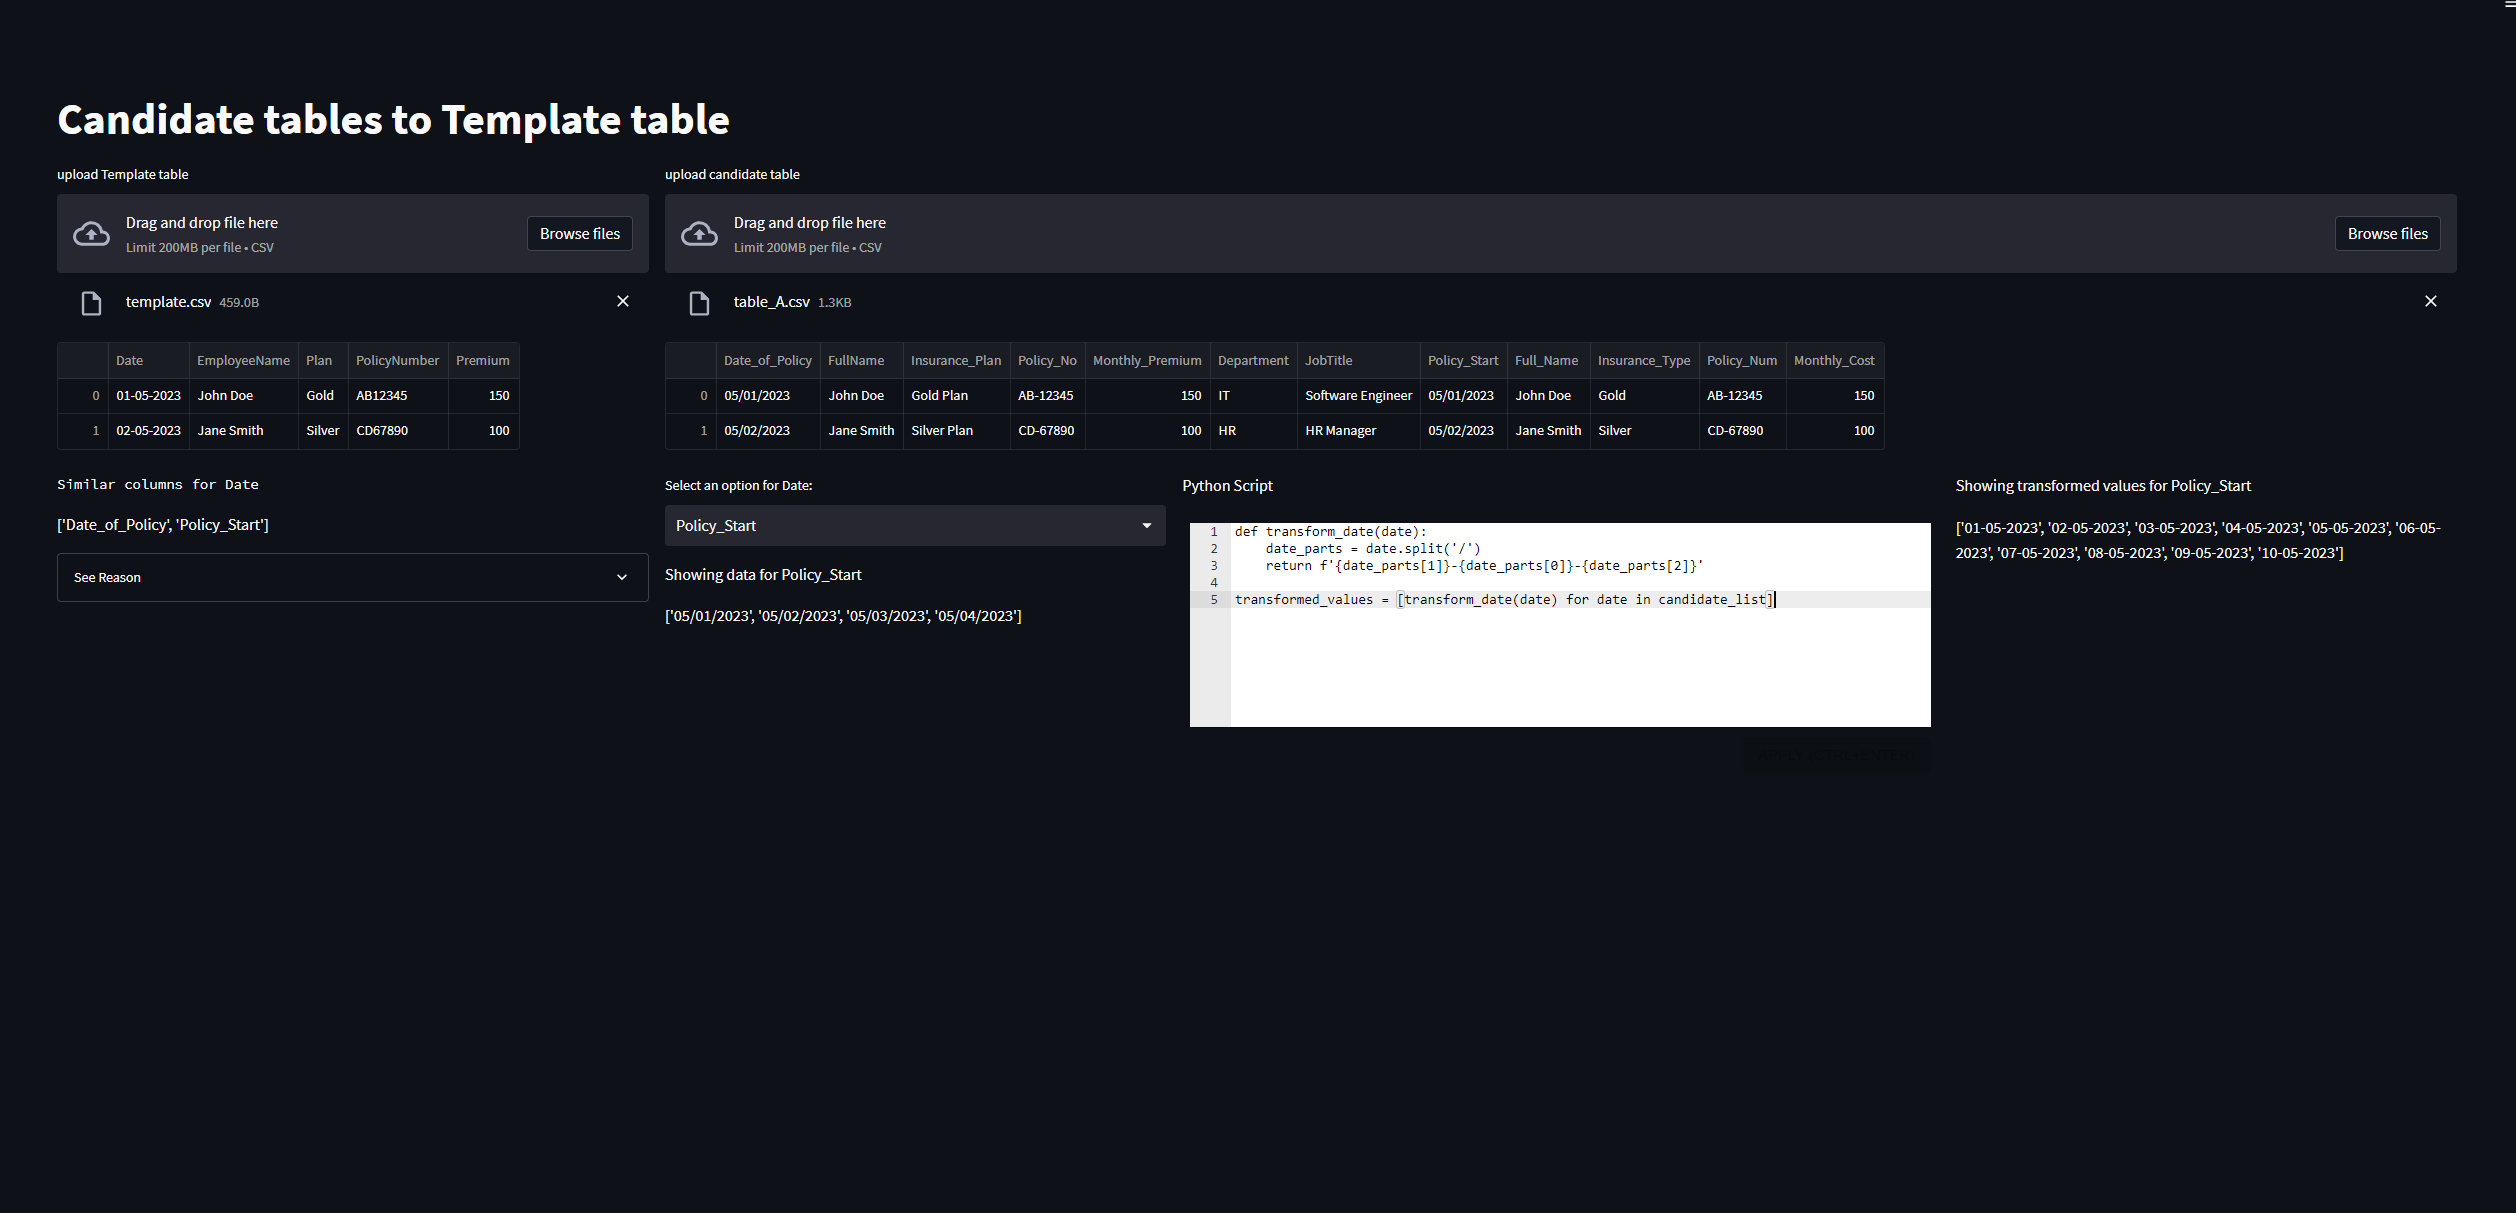 Candidate tables to Template table
upload Template table
Drag and drop file here
Limit 200MB per file • CSV
Browse files
template.csv 459.0B
Date EmployeeName Plan PolicyNumber Premium
0 01-05-2023 John Doe Gold AB12345 150
1 02-05-2023 Jane Smith Silver CD67890 100
upload candidate table
Drag and drop file here
Limit 200MB per file • CSV
Browse files
table_A.csv 1.3KB
Date_of_Policy FullName Insurance_Plan Policy_No Monthly_Premium Department JobTitle Policy_Start Full_Name Insurance_Type Policy_Num Monthly_Cost
0 05/01/2023 John Doe Gold Plan AB-12345 150 IT Software Engineer 05/01/2023 John Doe Gold AB-12345 150
1 05/02/2023 Jane Smith Silver Plan CD-67890 100 HR HR Manager 05/02/2023 Jane Smith Silver CD-67890 100
Similar columns for Date
['Date_of_Policy', 'Policy_Start']
See Reason
Select an option for Date:
Policy_Start
Showing data for Policy_Start
['05/01/2023', '05/02/2023', '05/03/2023', '05/04/2023']
Python Script
1 def transform_date(date):
2     date_parts = date.split('/')
3     return f'{date_parts[1]}-{date_parts[0]}-{date_parts[2]}'
4
5 transformed_values = [transform_date(date) for date in candidate_list]
Showing transformed values for Policy_Start
['01-05-2023', '02-05-2023', '03-05-2023', '04-05-2023', '05-05-2023', '06-05-
2023', '07-05-2023', '08-05-2023', '09-05-2023', '10-05-2023']